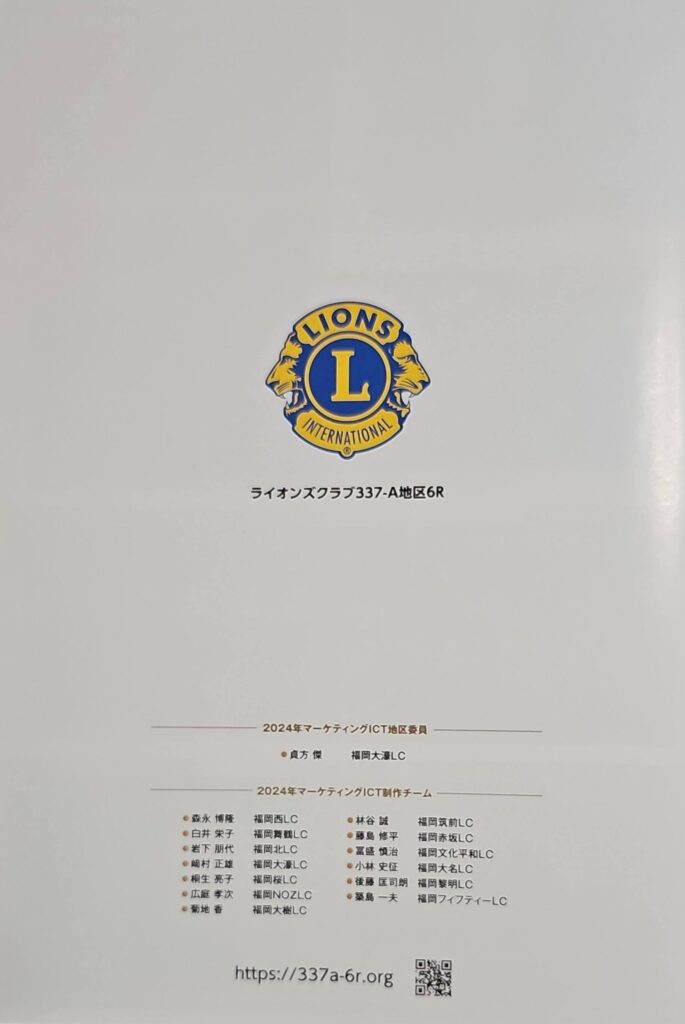 LIONS
L
INTERNATIONAL
®
ライオンズクラブ337-A地区6R
2024年マーケティングICT地区委員
貞方 傑 福岡大濠LC
2024年マーケティングICT制作チーム
森永 博隆 福岡西LC
白井 栄子 福岡舞鶴LC
岩下 朋代 福岡北LC
﨑村 正雄 福岡大濠LC
桐生 亮子 福岡桜LC
広庭 孝次 福岡NOZLC
菊地 香 福岡大樹LC
林谷 誠 福岡筑前LC
藤島 修平 福岡赤坂LC
冨盛 慎治 福岡文化平和LC
小林 史征 福岡大名LC
後藤 匡司朗 福岡黎明LC
築島 一夫 福岡フィフティーLC
https://337a-6r.org